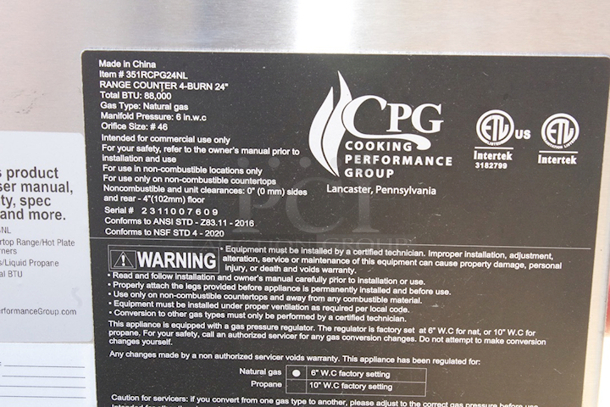 Made in China
Item # 351RCPG24NL
RANGE COUNTER 4-BURN 24"
Total BTU: 88,000
Gas Type: Natural gas
Manifold Pressure: 6 in.w.c
Orifice Size: # 46
Intended for commercial use only
For your safety, refer to the owner's manual prior to
installation and use
For use in non-combustible locations only
For use only on non-combustible countertops
Noncombustible and unit clearances: 0" (0 mm) sides
and rear - 4"(102mm) floor
Serial # 2311007609
Conforms to ANSI STD - Z83.11 - 2016
Conforms to NSF STD 4 - 2020
CPG
COOKING
PERFORMANCE
GROUP
Lancaster, Pennsylvania
ETL US
Intertek
3182799
ETL
Intertek
WARNING
• Equipment must be installed by a certified technician. Improper installation, adjustment,
alteration, service or maintenance of this equipment can cause property damage, personal
injury, or death and voids warranty.
• Read and follow installation and owner's manual carefully prior to installation or use.
• Properly attach the legs provided before appliance is permanently installed and before use.
• Use only on non-combustible countertops and away from any combustible material.
• Equipment must be installed under proper ventilation as required per local code.
• Conversion to other gas types must only be performed by a certified technician.
This appliance is equipped with a gas pressure regulator. The regulator is factory set at 6" W.C for nat, or 10" W.C for
propane. For your safety, call an authorized servicer for any gas conversion changes. Do not attempt to make conversion
changes yourself.
Any changes made by a non authorized servicer voids warranty. This appliance has been regulated for:
Natural gas • 6" W.C factory setting
Propane 10" W.C factory setting
Caution for servicers: if you convert from one gas type to another, please adjust to the correct gas pressure before use.
product
ser manual,
ty, spec
and more.
NL
rtop Range/Hot Plate
rners
s/Liquid Propane
al BTU
erformanceGroup.com
PCI